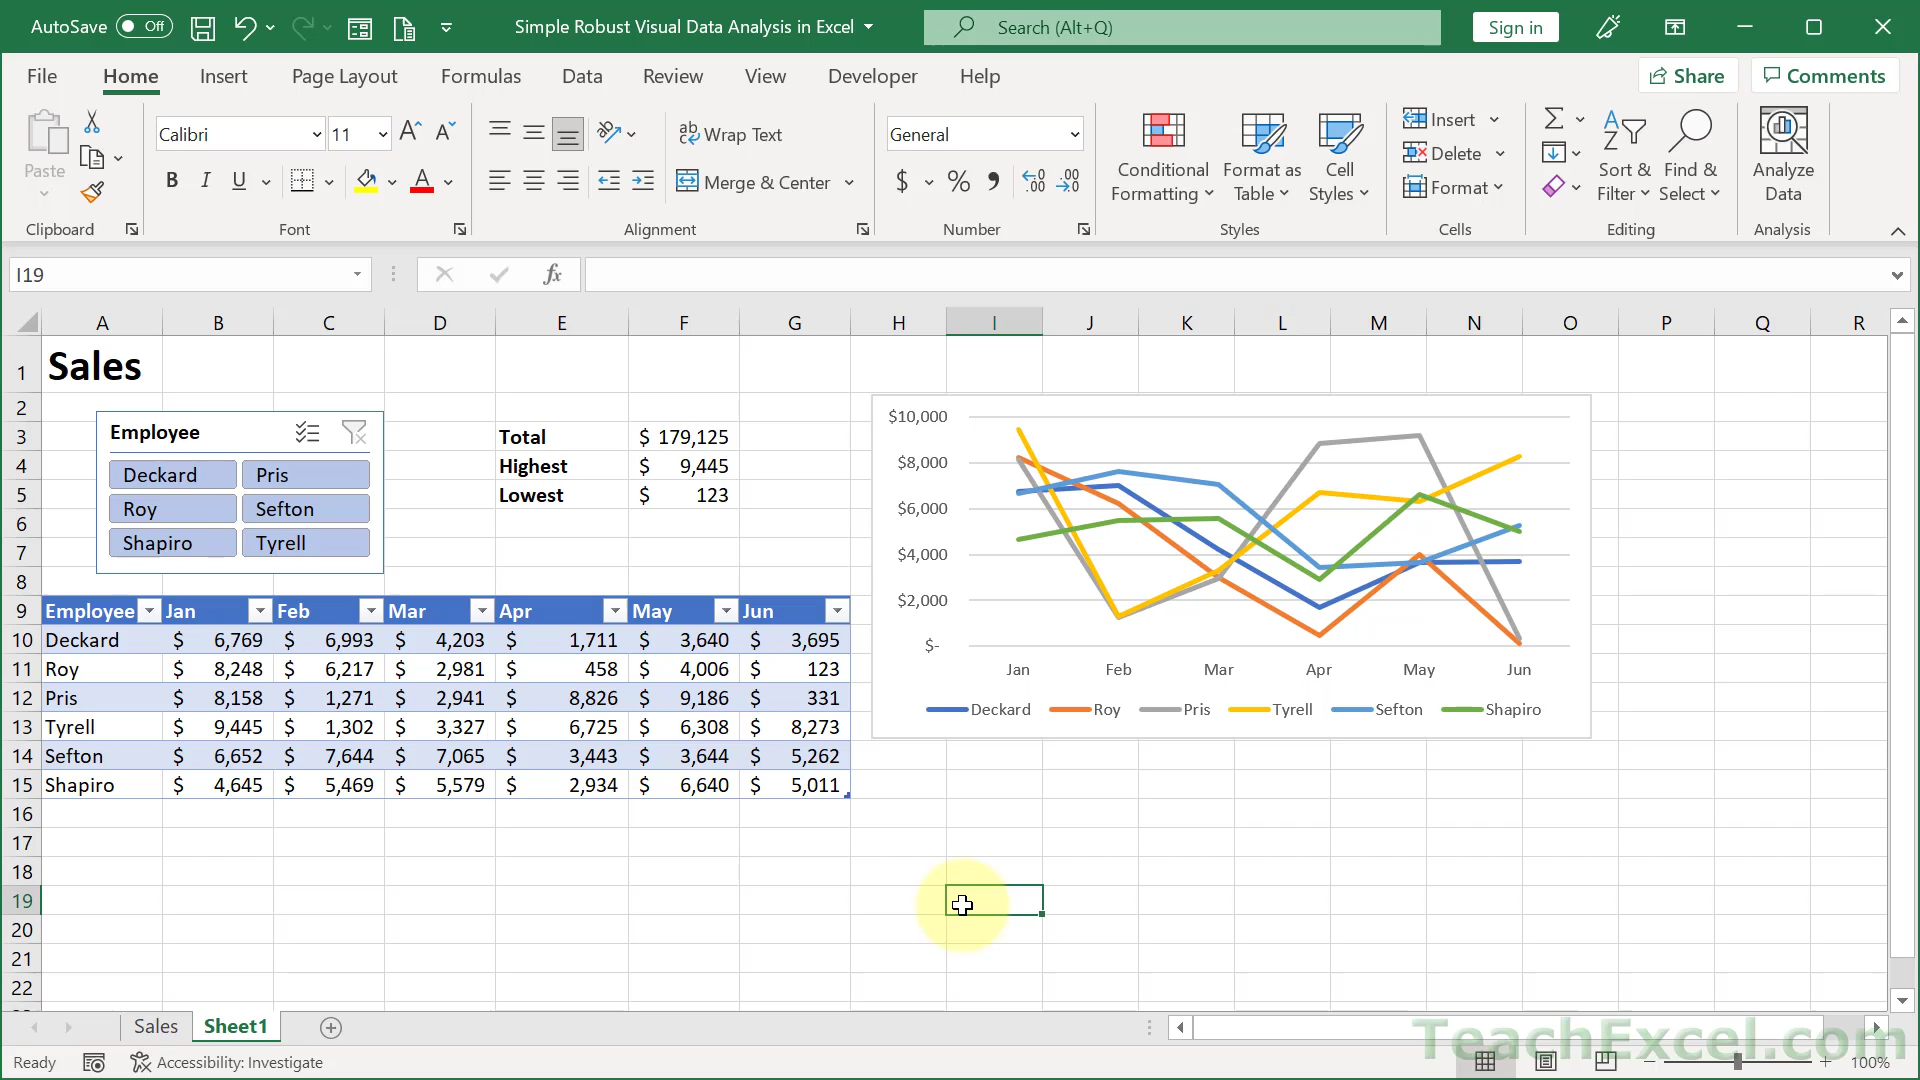 AutoSave Off Simple Robust Visual Data Analysis in Excel Search (Alt+Q) Sign in
File Home Insert Page Layout Formulas Data Review View Developer Help Share Comments
Paste Calibri 11 A A ab Wrap Text General Conditional Formatting Format as Table Cell Styles Insert Delete Format Sort & Filter Find & Select Analyze Data
B I U A Merge & Center $ % 9 .00 .00
Clipboard Font Alignment Number Styles Cells Editing Analysis
I19 fx
A B C D E F G H I J K L M N O P Q R
1 Sales
2
3 Total $ 179,125
4 Highest $ 9,445
5 Lowest $ 123
6
7
8
Employee
Deckard Pris
Roy Sefton
Shapiro Tyrell
9 Employee Jan Feb Mar Apr May Jun
10 Deckard $ 6,769 $ 6,993 $ 4,203 $ 1,711 $ 3,640 $ 3,695
11 Roy $ 8,248 $ 6,217 $ 2,981 $ 458 $ 4,006 $ 123
12 Pris $ 8,158 $ 1,271 $ 2,941 $ 8,826 $ 9,186 $ 331
13 Tyrell $ 9,445 $ 1,302 $ 3,327 $ 6,725 $ 6,308 $ 8,273
14 Sefton $ 6,652 $ 7,644 $ 7,065 $ 3,443 $ 3,644 $ 5,262
15 Shapiro $ 4,645 $ 5,469 $ 5,579 $ 2,934 $ 6,640 $ 5,011
16
17
18
19
20
21
22
$10,000
$8,000
$6,000
$4,000
$2,000
$-
Jan Feb Mar Apr May Jun
Deckard Roy Pris Tyrell Sefton Shapiro
Sales Sheet1
TeachExcel.com
Ready Accessibility: Investigate 100%